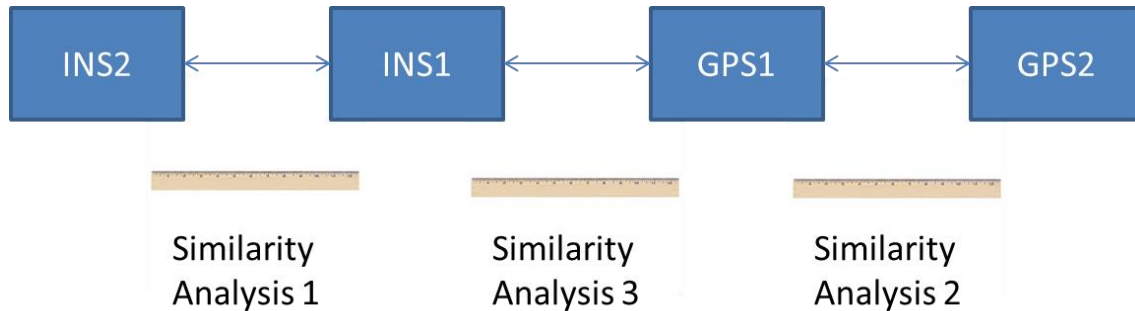 INS2 INS1 GPS1 GPS2
Similarity Similarity Similarity
Analysis 1 Analysis 3 Analysis 2